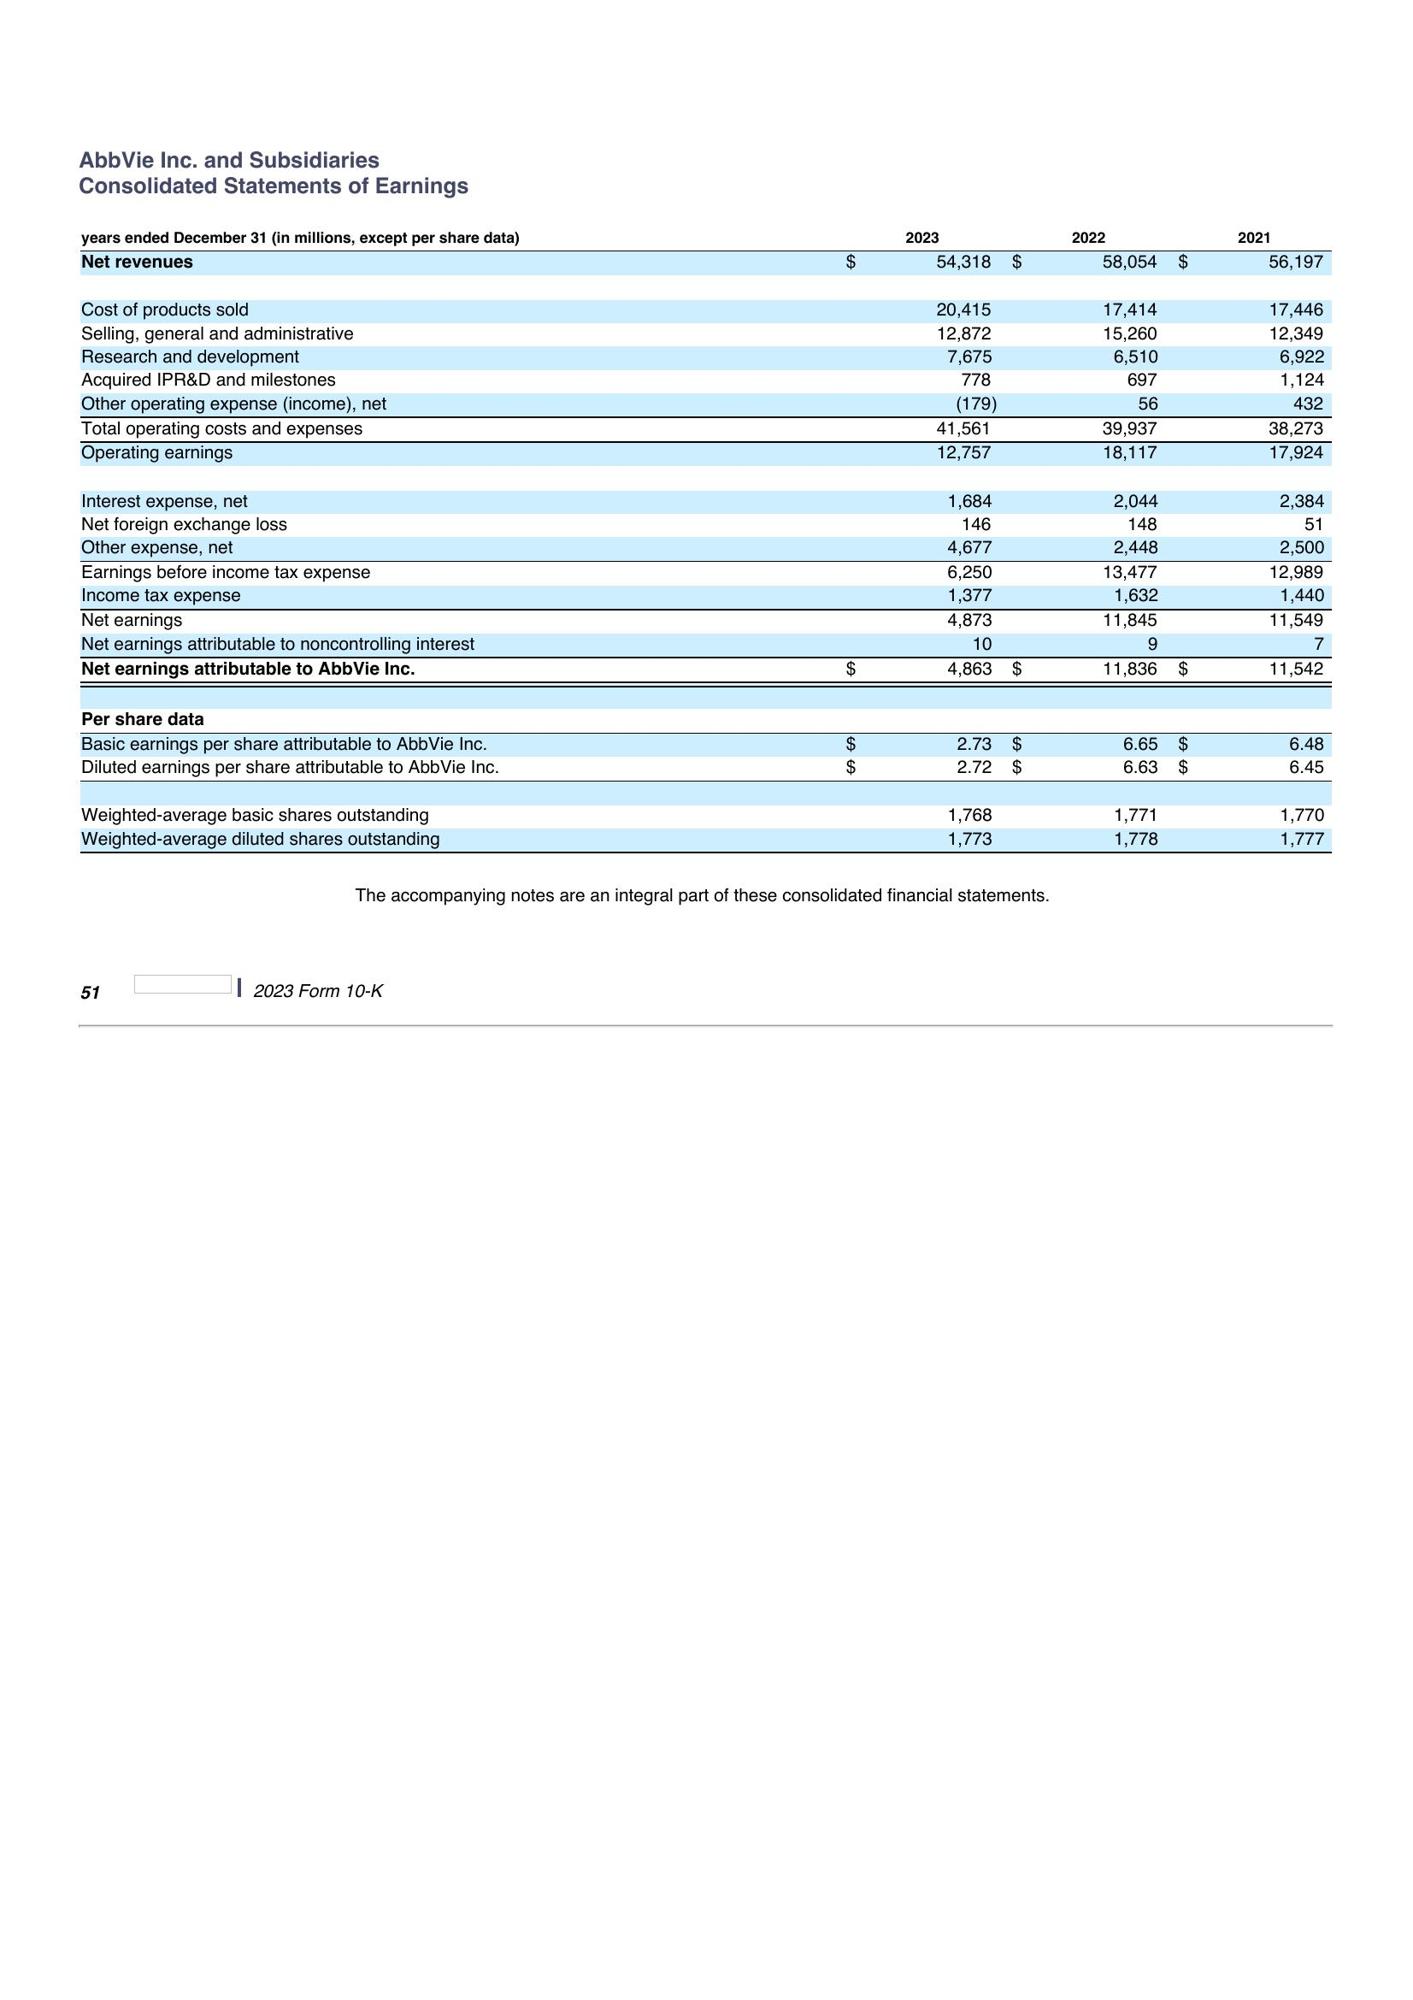 AbbVie Inc. and Subsidiaries
Consolidated Statements of Earnings
years ended December 31 (in millions, except per share data) 2023 2022 2021
Net revenues $ 54,318 $ 58,054 $ 56,197
Cost of products sold 20,415 17,414 17,446
Selling, general and administrative 12,872 15,260 12,349
Research and development 7,675 6,510 6,922
Acquired IPR&D and milestones 778 697 1,124
Other operating expense (income), net (179) 56 432
Total operating costs and expenses 41,561 39,937 38,273
Operating earnings 12,757 18,117 17,924
Interest expense, net 1,684 2,044 2,384
Net foreign exchange loss 146 148 51
Other expense, net 4,677 2,448 2,500
Earnings before income tax expense 6,250 13,477 12,989
Income tax expense 1,377 1,632 1,440
Net earnings 4,873 11,845 11,549
Net earnings attributable to noncontrolling interest 10 9 7
Net earnings attributable to AbbVie Inc. $ 4,863 $ 11,836 $ 11,542
Per share data
Basic earnings per share attributable to AbbVie Inc. $ 2.73 $ 6.65 $ 6.48
Diluted earnings per share attributable to AbbVie Inc. $ 2.72 $ 6.63 $ 6.45
Weighted-average basic shares outstanding 1,768 1,771 1,770
Weighted-average diluted shares outstanding 1,773 1,778 1,777
The accompanying notes are an integral part of these consolidated financial statements.
51 2023 Form 10-K